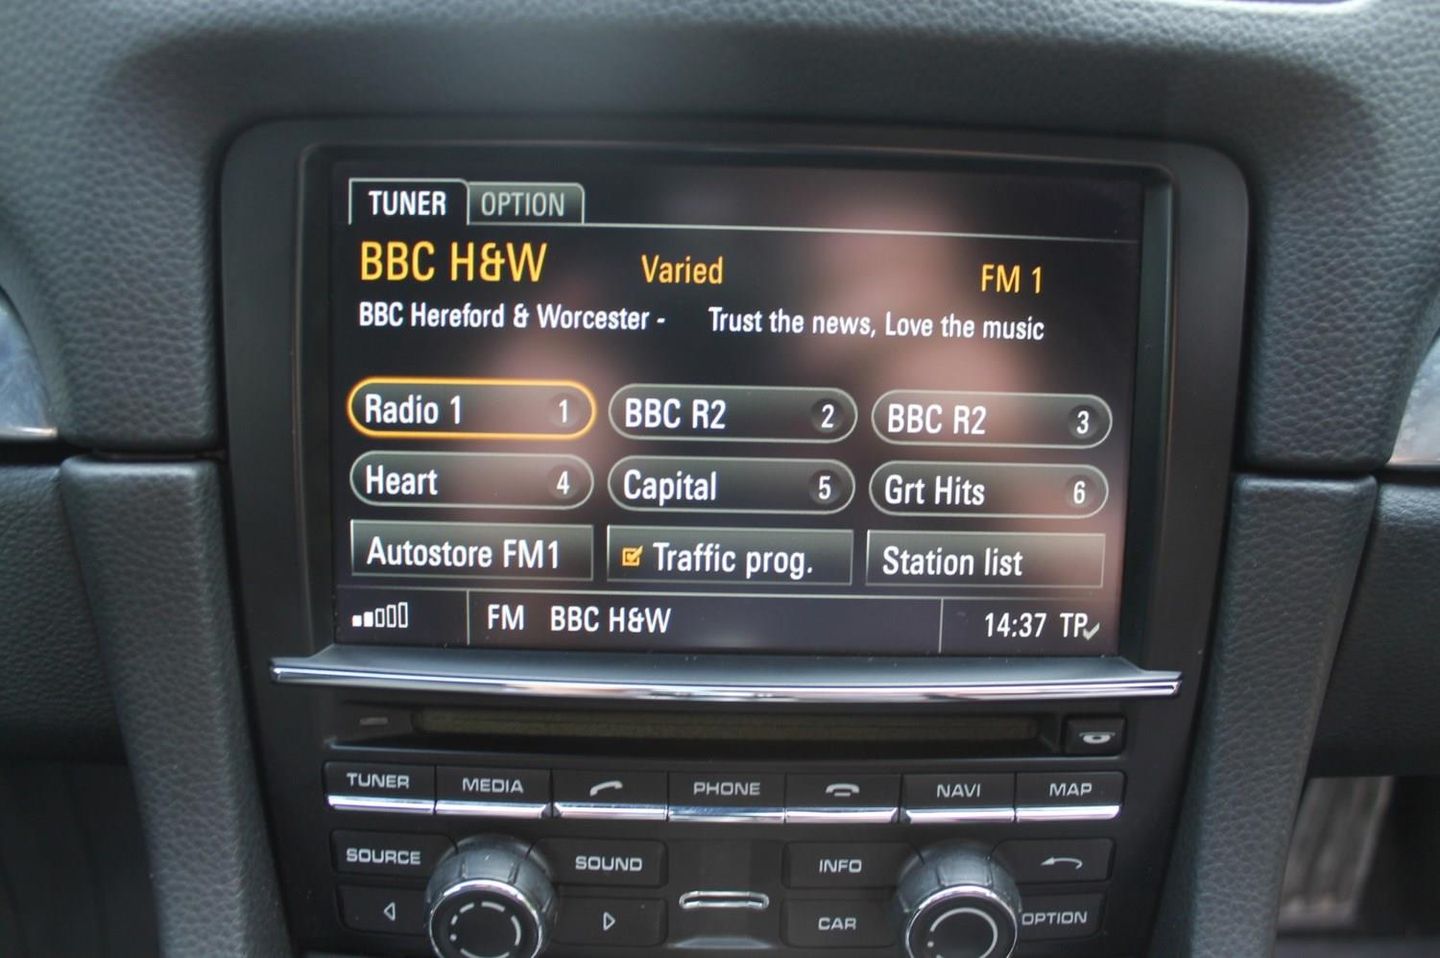 TUNER OPTION
BBC H&W Varied FM 1
BBC Hereford & Worcester - Trust the news, Love the music
Radio 1 1 BBC R2 2 BBC R2 3
Heart 4 Capital 5 Grt Hits 6
Autostore FM1 Traffic prog. Station list
FM BBC H&W 14:37 TP
TUNER MEDIA PHONE NAVI MAP
SOURCE SOUND INFO
CAR OPTION